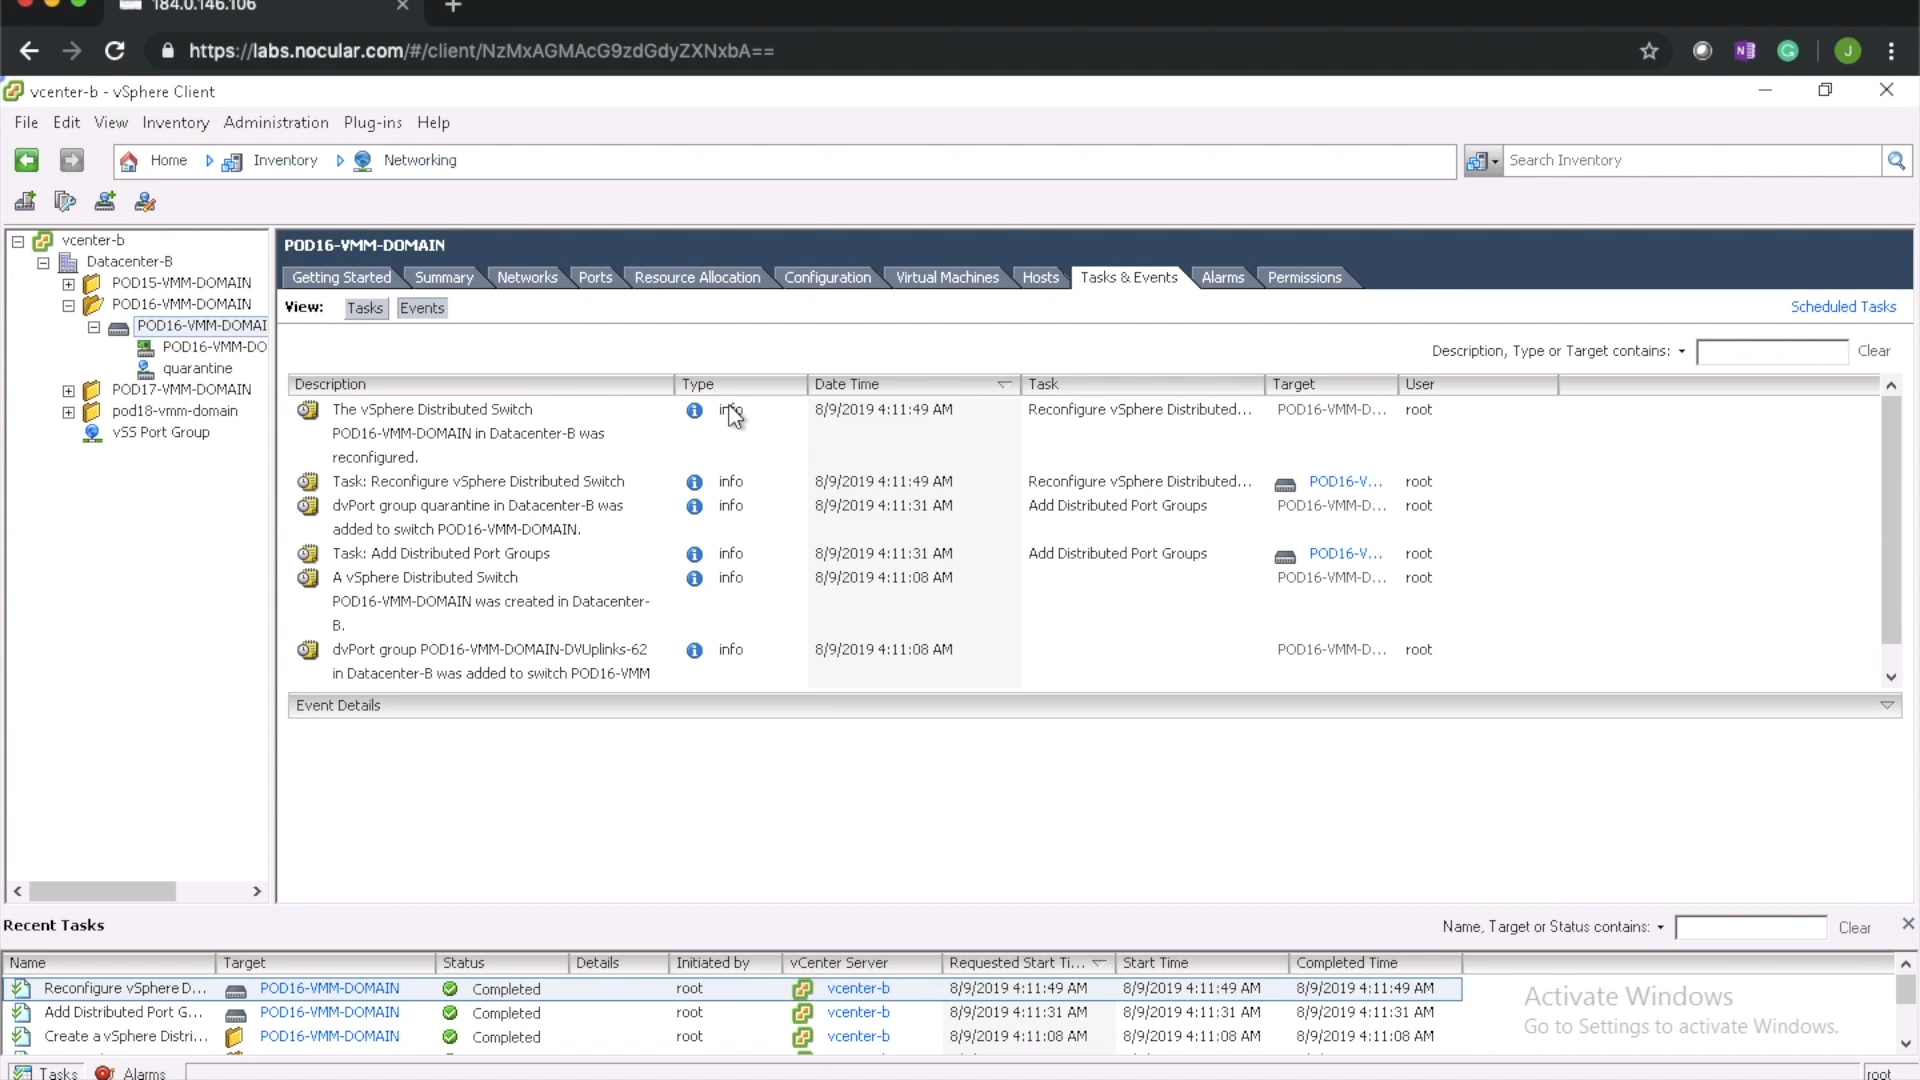 184.0.146.106
https://labs.nocular.com/#/client/NzMxAGMAcG9zdGdyZXNxbA==
J
vcenter-b - vSphere Client
File Edit View Inventory Administration Plug-ins Help
Home Inventory Networking
Search Inventory
vcenter-b
Datacenter-B
POD15-VMM-DOMAIN
POD16-VMM-DOMAIN
POD16-VMM-DOMAI
POD16-VMM-DO
quarantine
POD17-VMM-DOMAIN
pod18-vmm-domain
vSS Port Group
POD16-VMM-DOMAIN
Getting Started Summary Networks Ports Resource Allocation Configuration Virtual Machines Hosts Tasks & Events Alarms Permissions
View: Tasks Events Scheduled Tasks
Description, Type or Target contains: Clear
Description Type Date Time Task Target User
The vSphere Distributed Switch info 8/9/2019 4:11:49 AM Reconfigure vSphere Distributed... POD16-VMM-D... root
POD16-VMM-DOMAIN in Datacenter-B was
reconfigured.
Task: Reconfigure vSphere Distributed Switch info 8/9/2019 4:11:49 AM Reconfigure vSphere Distributed... POD16-V... root
dvPort group quarantine in Datacenter-B was info 8/9/2019 4:11:31 AM Add Distributed Port Groups POD16-VMM-D... root
added to switch POD16-VMM-DOMAIN.
Task: Add Distributed Port Groups info 8/9/2019 4:11:31 AM Add Distributed Port Groups POD16-V... root
A vSphere Distributed Switch info 8/9/2019 4:11:08 AM POD16-VMM-D... root
POD16-VMM-DOMAIN was created in Datacenter-
B.
dvPort group POD16-VMM-DOMAIN-DVUplinks-62 info 8/9/2019 4:11:08 AM POD16-VMM-D... root
in Datacenter-B was added to switch POD16-VMM
Event Details
Recent Tasks Name, Target or Status contains: Clear
Name Target Status Details Initiated by vCenter Server Requested Start Ti... Start Time Completed Time
Reconfigure vSphere D... POD16-VMM-DOMAIN Completed root vcenter-b 8/9/2019 4:11:49 AM 8/9/2019 4:11:49 AM 8/9/2019 4:11:49 AM
Add Distributed Port G... POD16-VMM-DOMAIN Completed root vcenter-b 8/9/2019 4:11:31 AM 8/9/2019 4:11:31 AM 8/9/2019 4:11:31 AM
Create a vSphere Distri... POD16-VMM-DOMAIN Completed root vcenter-b 8/9/2019 4:11:08 AM 8/9/2019 4:11:08 AM 8/9/2019 4:11:08 AM
Activate Windows
Go to Settings to activate Windows.
Tasks Alarms root